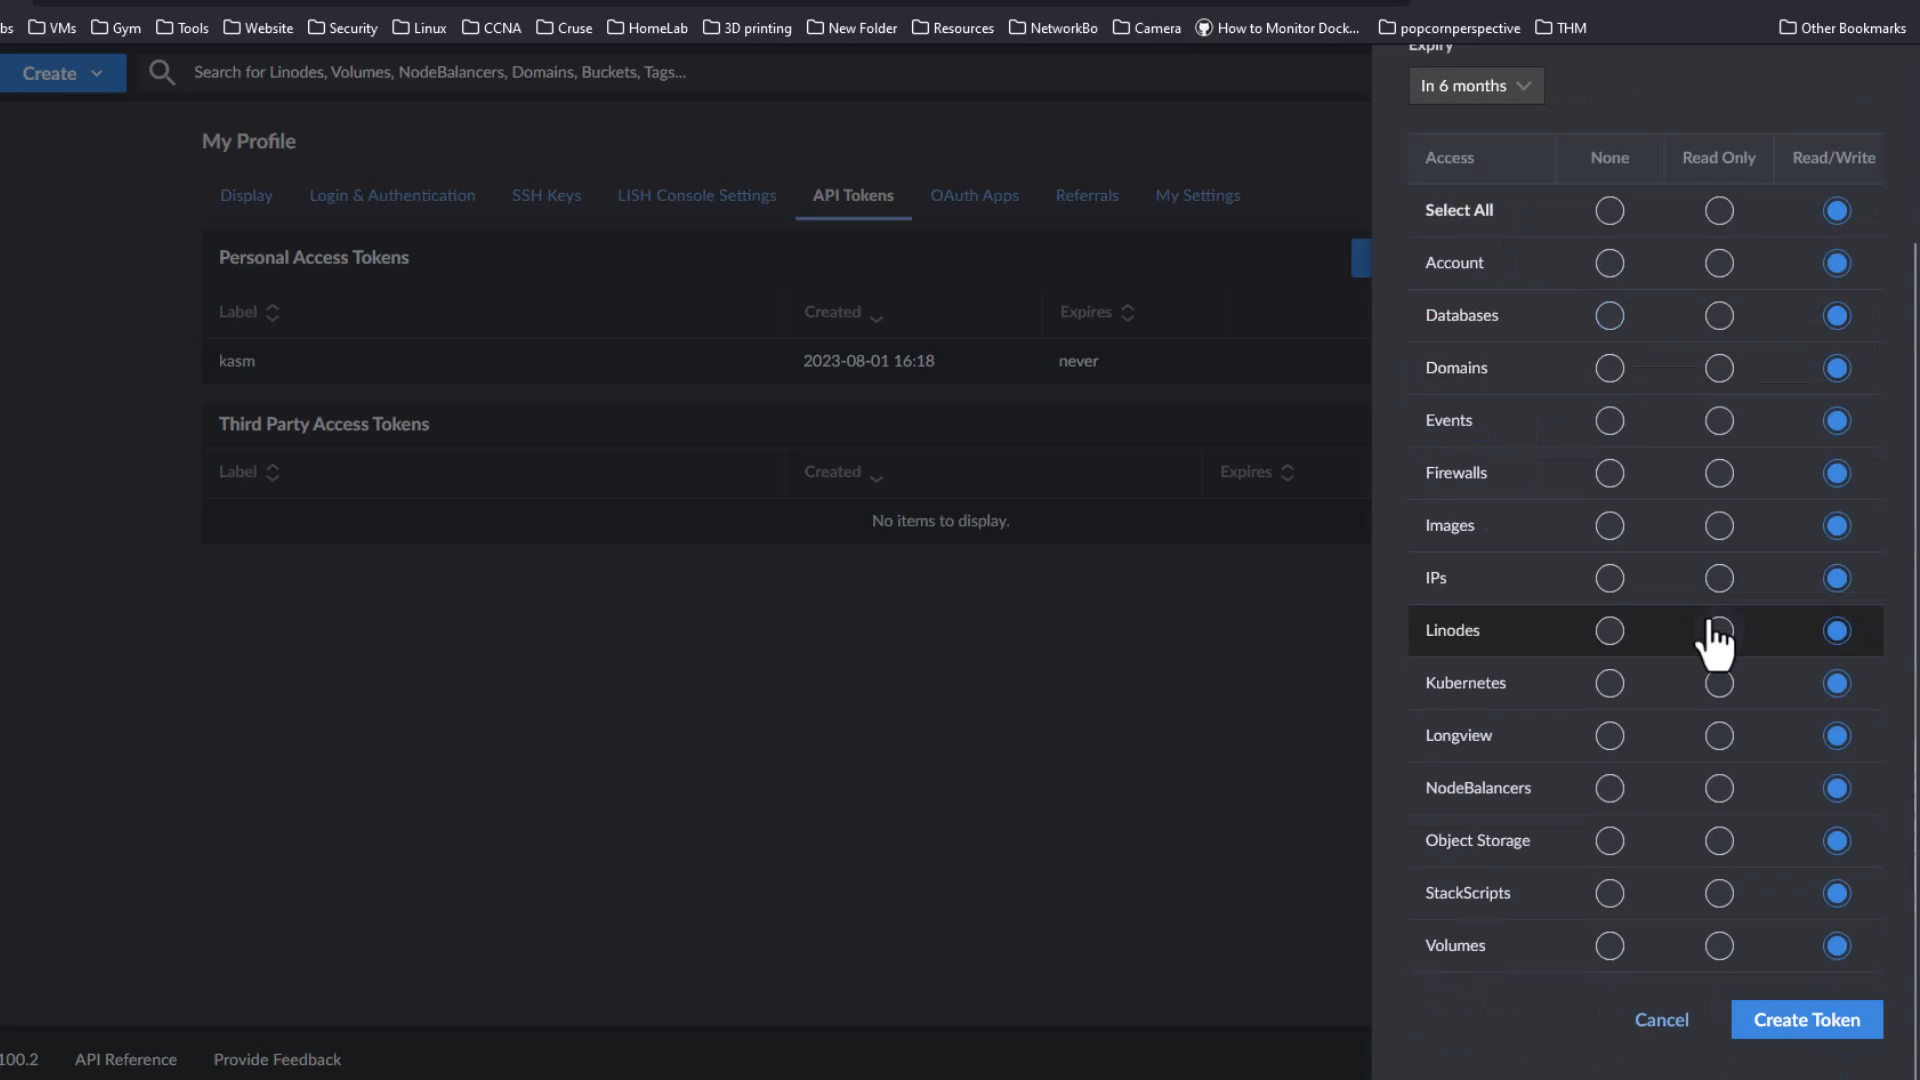 bs VMs Gym Tools Website Security Linux CCNA Cruse HomeLab 3D printing New Folder Resources NetworkBo Camera How to Monitor Dock... popcornperspective THM Other Bookmarks
Create Search for Linodes, Volumes, NodeBalancers, Domains, Buckets, Tags...
My Profile
Display Login & Authentication SSH Keys LISH Console Settings API Tokens OAuth Apps Referrals My Settings
Personal Access Tokens
Label Created Expires
kasm 2023-08-01 16:18 never
Third Party Access Tokens
Label Created Expires
No items to display.
100.2 API Reference Provide Feedback
Expiry
In 6 months
Access None Read Only Read/Write
Select All
Account
Databases
Domains
Events
Firewalls
Images
IPs
Linodes
Kubernetes
Longview
NodeBalancers
Object Storage
StackScripts
Volumes
Cancel Create Token